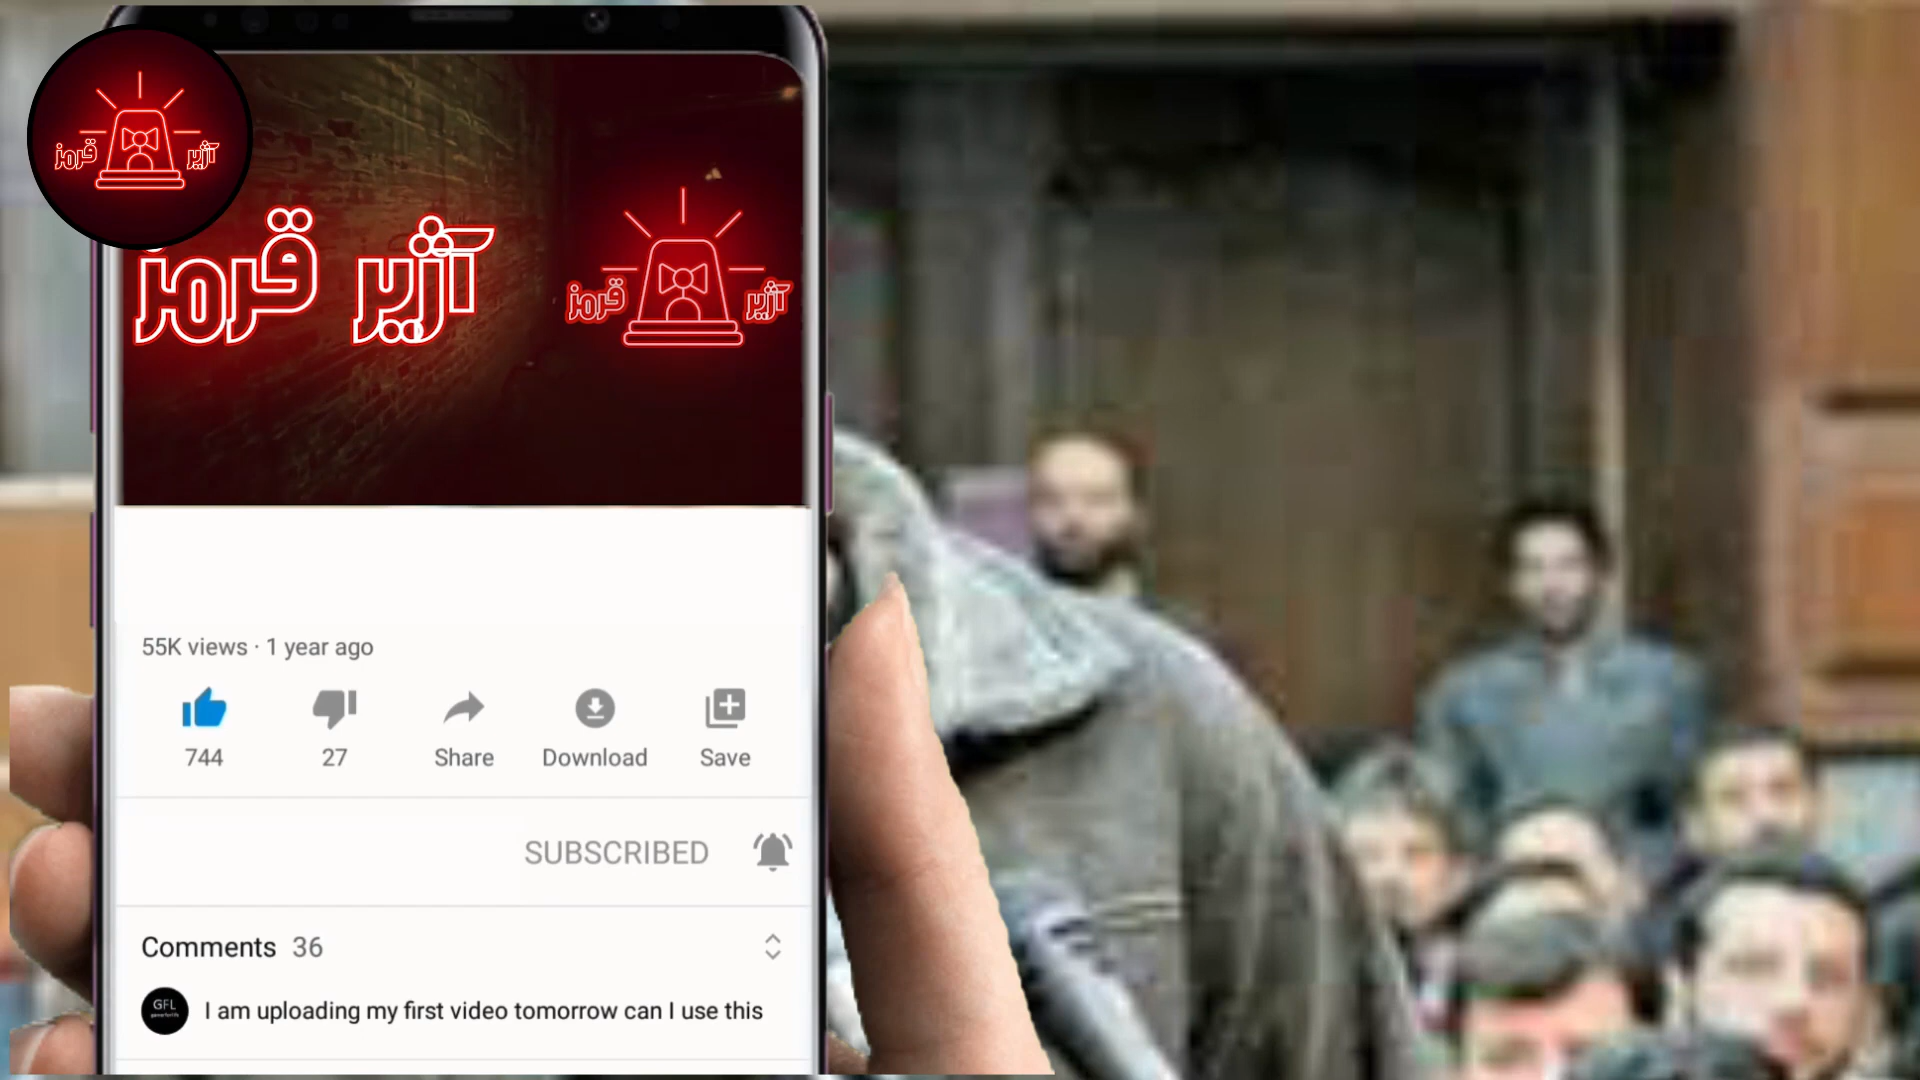 آژیر قرمز
آژیر قرمز
آژیر قرمز
55K views · 1 year ago
744
27
Share
Download
Save
SUBSCRIBED
Comments 36
GFL
I am uploading my first video tomorrow can I use this